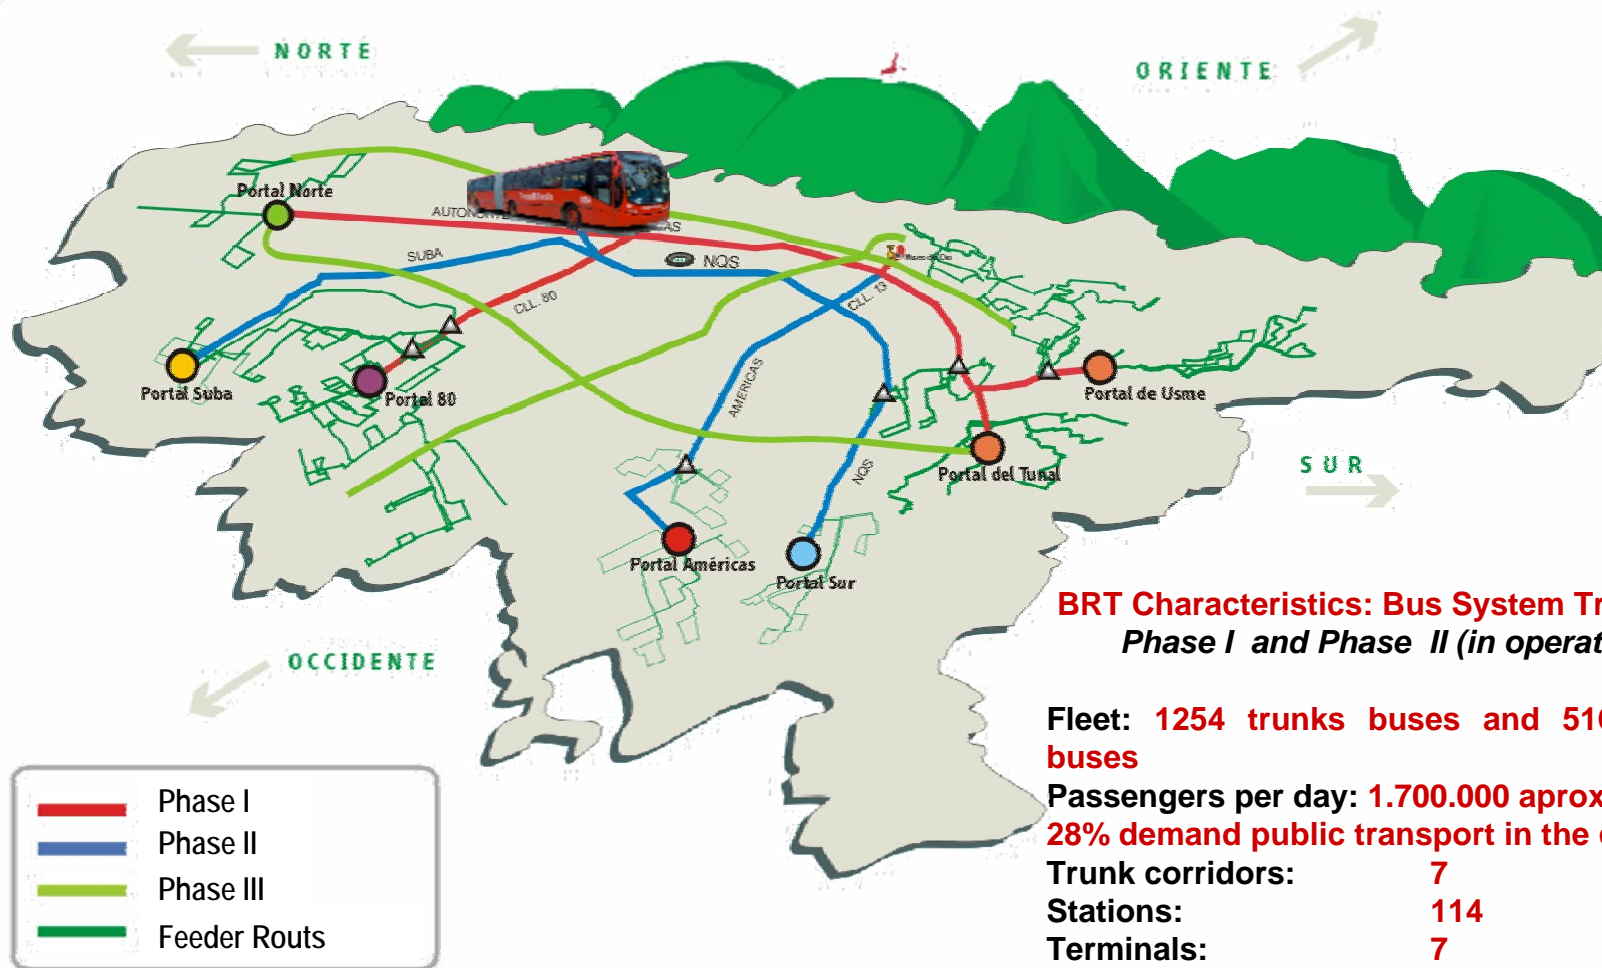 NORTE
ORIENTE
Portal Norte
SUBA
NQS
CLL. 80
CLL. 13
AMERICAS
NQS
Portal Suba
Portal 80
Portal de Usme
Portal del Tunal
SUR
Portal Américas
Portal Sur
OCCIDENTE
BRT Characteristics: Bus System Tr
Phase I and Phase II (in operat
Fleet: 1254 trunks buses and 51
buses
Passengers per day: 1.700.000 aprox
28% demand public transport in the
Trunk corridors: 7
Stations: 114
Terminals: 7
Phase I
Phase II
Phase III
Feeder Routs